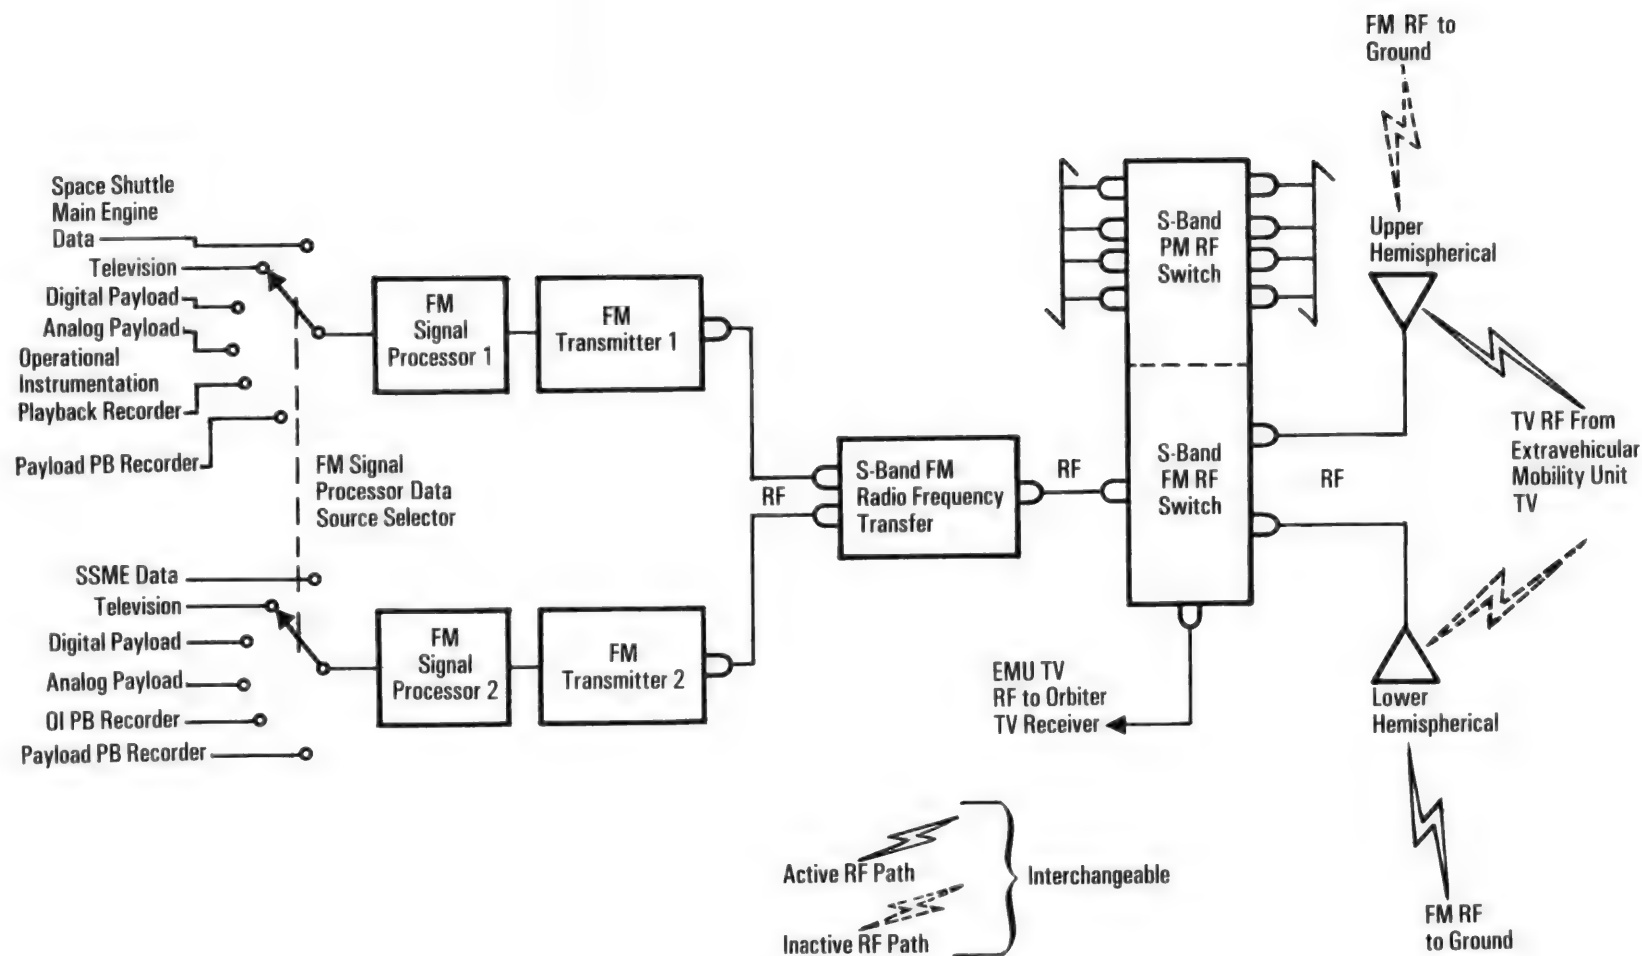 FM RF to
Ground
Space Shuttle
Main Engine
Data
Television
Digital Payload
Analog Payload
Operational
Instrumentation
Playback Recorder
Payload PB Recorder
FM Signal
Processor Data
Source Selector
FM
Signal
Processor 1
FM
Transmitter 1
SSME Data
Television
Digital Payload
Analog Payload
OI PB Recorder
Payload PB Recorder
FM
Signal
Processor 2
FM
Transmitter 2
RF
S-Band FM
Radio Frequency
Transfer
RF
S-Band
PM RF
Switch
S-Band
FM RF
Switch
RF
Upper
Hemispherical
TV RF From
Extravehicular
Mobility Unit
TV
EMU TV
RF to Orbiter
TV Receiver
Lower
Hemispherical
FM RF
to Ground
Active RF Path
Inactive RF Path
Interchangeable